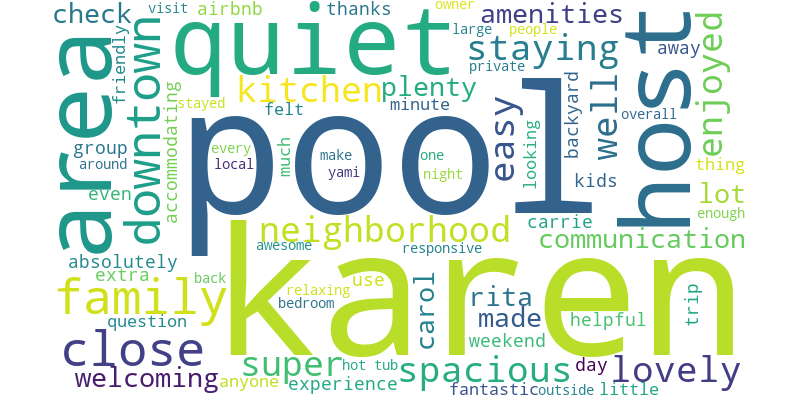 visit
airbnb
thanks
owner
check
quiet
amenities
host
large
people
friendly
downtown
area
staying
away
enjoyed
private
kitchen
plenty
easy
backyard
well
stayed
accommodating
felt
minute
pool
overall
group
every
much
make
one
looking
around
local
yami
night
kids
thing
even
lot
enough
neighborhood
carrie
communication
awesome
responsive
absolutely
karen
extra
back
use
carol
family
relaxing
bedroom
rita
trip
question
made
helpful
close
weekend
super
hot tub
spacious
day
lovely
welcoming
anyone
experience
fantastic
outside
little